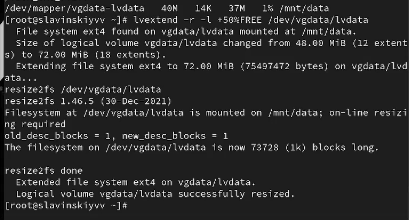 /dev/mapper/vgdata-lvdata    40M   14K   37M    1% /mnt/data
[root@slavinskiyvv ~]# lvextend -r -l +50%FREE /dev/vgdata/lvdata
  File system ext4 found on vgdata/lvdata mounted at /mnt/data.
  Size of logical volume vgdata/lvdata changed from 48.00 MiB (12 extent
s) to 72.00 MiB (18 extents).
  Extending file system ext4 to 72.00 MiB (75497472 bytes) on vgdata/lvd
ata...
resize2fs /dev/vgdata/lvdata
resize2fs 1.46.5 (30 Dec 2021)
Filesystem at /dev/vgdata/lvdata is mounted on /mnt/data; on-line resizi
ng required
old_desc_blocks = 1, new_desc_blocks = 1
The filesystem on /dev/vgdata/lvdata is now 73728 (1k) blocks long.

resize2fs done
  Extended file system ext4 on vgdata/lvdata.
  Logical volume vgdata/lvdata successfully resized.
[root@slavinskiyvv ~]#